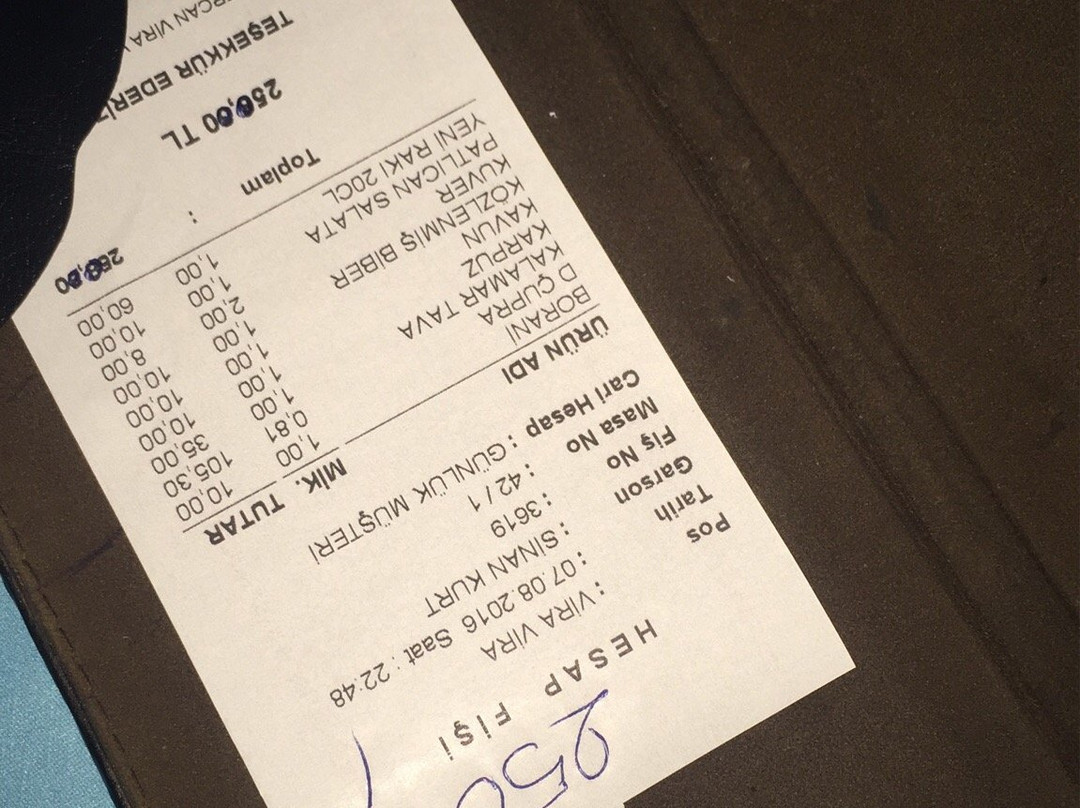 250
HESAP FİŞİ
Pos : VİRA VİRA
Tarih : 07.08.2016 Saat : 22:48
Garson : SİNAN KURT
Fiş No : 3619
Masa No : 42 / 1
Cari Hesap : GÜNLÜK MÜŞTERİ
ÜRÜN ADI Mik. TUTAR
BORANİ 1,00 10,00
D ÇUPRA 0,81 105,30
KALAMAR TAVA 1,00 35,00
KARPUZ 1,00 10,00
KAVUN 1,00 10,00
KÖZLENMİŞ BİBER 1,00 10,00
KUVER 2,00 8,00
PATLICAN SALATA 1,00 10,00
YENİ RAKI 20CL 1,00 60,00
Toplam :
250,00 TL
TEŞEKKÜR EDERİZ
VİRA